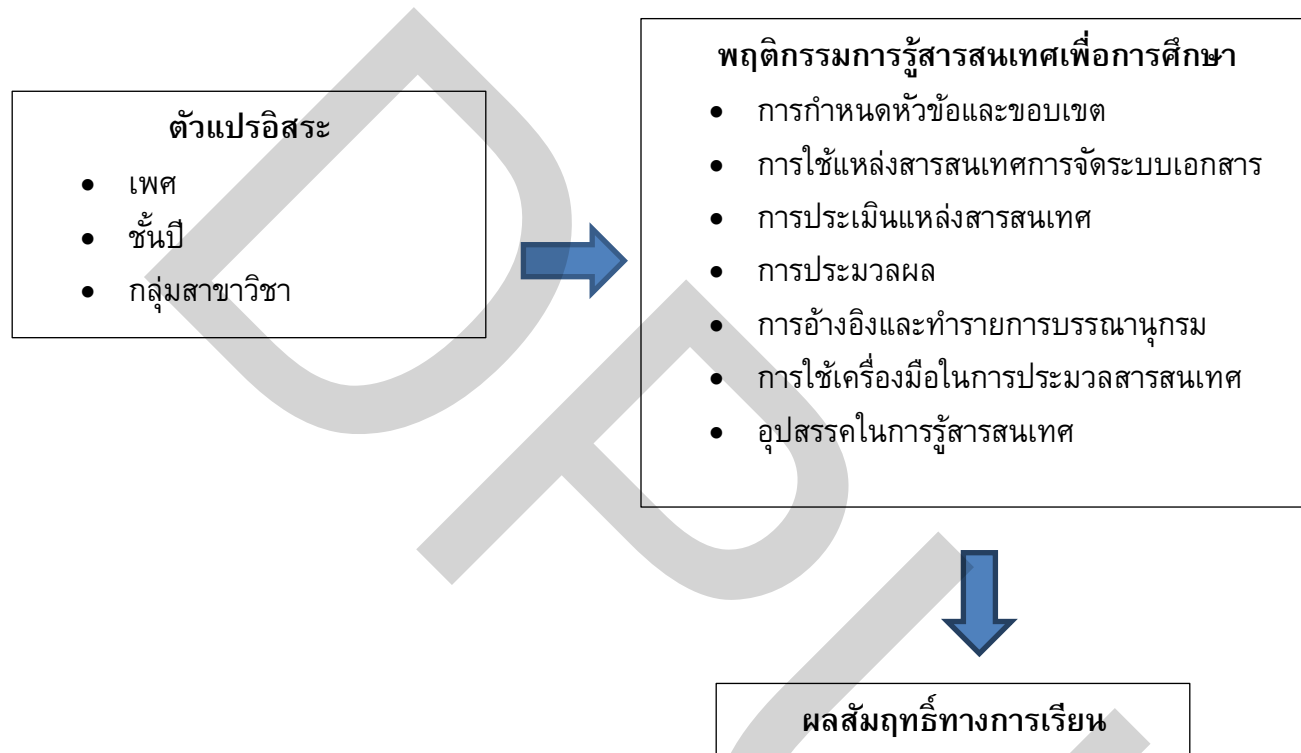 ตัวแปรอิสระ
• เพศ
• ชั้นปี
• กลุ่มสาขาวิชา
พฤติกรรมการรู้สารสนเทศเพื่อการศึกษา
• การกำหนดหัวข้อและขอบเขต
• การใช้แหล่งสารสนเทศการจัดระบบเอกสาร
• การประเมินแหล่งสารสนเทศ
• การประมวลผล
• การอ้างอิงและทำรายการบรรณานุกรม
• การใช้เครื่องมือในการประมวลสารสนเทศ
• อุปสรรคในการรู้สารสนเทศ
ผลสัมฤทธิ์ทางการเรียน